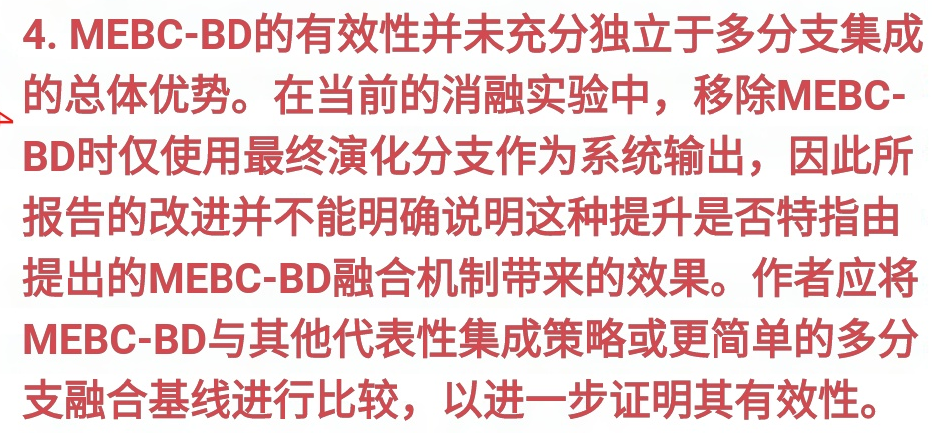 4. MEBC-BD的有效性并未充分独立于多分支集成
的总体优势。在当前的消融实验中，移除MEBC-
BD时仅使用最终演化分支作为系统输出，因此所
报告的改进并不能明确说明这种提升是否特指由
提出的MEBC-BD融合机制带来的效果。作者应将
MEBC-BD与其他代表性集成策略或更简单的多分
支融合基线进行比较，以进一步证明其有效性。